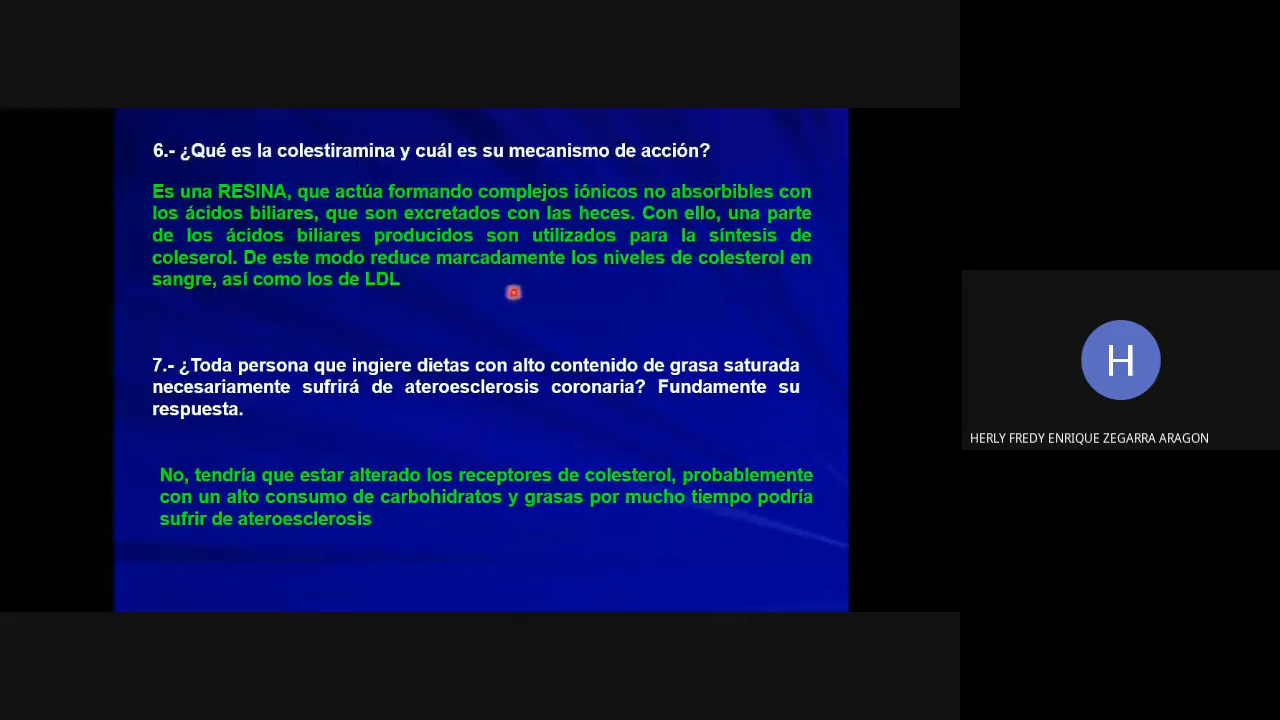 6.- ¿Qué es la colestiramina y cuál es su mecanismo de acción?
Es una RESINA, que actúa formando complejos iónicos no absorbibles con
los ácidos biliares, que son excretados con las heces. Con ello, una parte
de los ácidos biliares producidos son utilizados para la síntesis de
coleserol. De este modo reduce marcadamente los niveles de colesterol en
sangre, así como los de LDL
7.- ¿Toda persona que ingiere dietas con alto contenido de grasa saturada
necesariamente sufrirá de ateroesclerosis coronaria? Fundamente su
respuesta.
No, tendría que estar alterado los receptores de colesterol, probablemente
con un alto consumo de carbohidratos y grasas por mucho tiempo podría
sufrir de ateroesclerosis
H
HERLY FREDY ENRIQUE ZEGARRA ARAGON